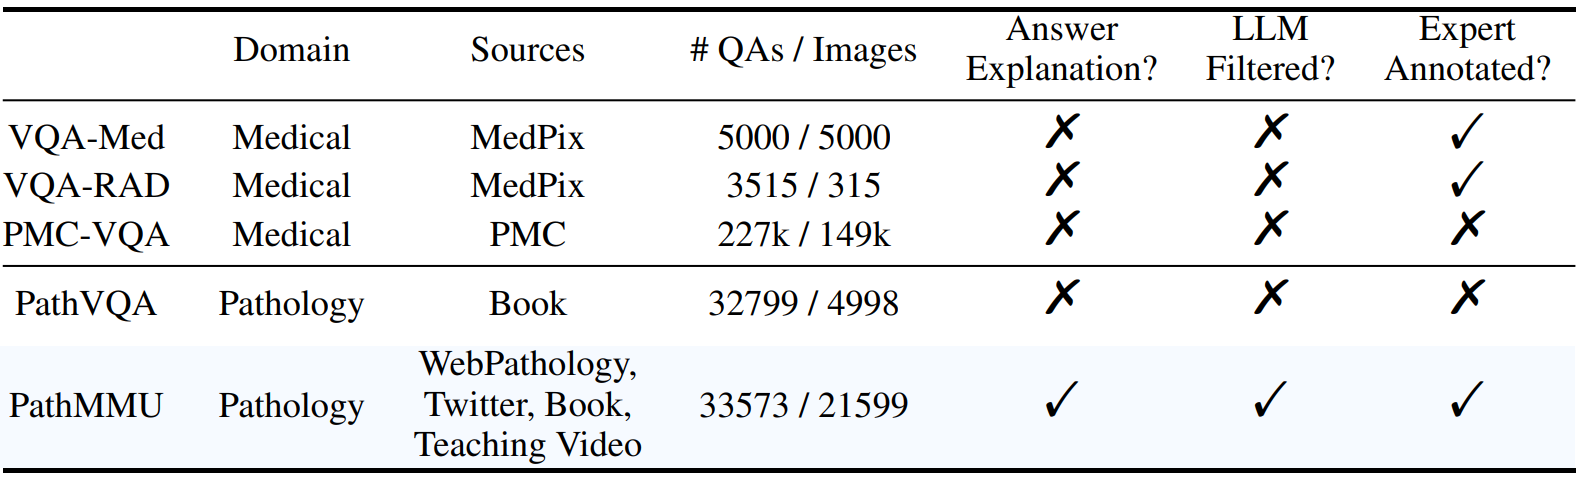 Domain Sources # QAs / Images Answer Explanation? LLM Filtered? Expert Annotated?
VQA-Med Medical MedPix 5000 / 5000 ✗ ✗ ✓
VQA-RAD Medical MedPix 3515 / 315 ✗ ✗ ✓
PMC-VQA Medical PMC 227k / 149k ✗ ✗ ✗
PathVQA Pathology Book 32799 / 4998 ✗ ✗ ✗
PathMMU Pathology WebPathology, Twitter, Book, Teaching Video 33573 / 21599 ✓ ✓ ✓